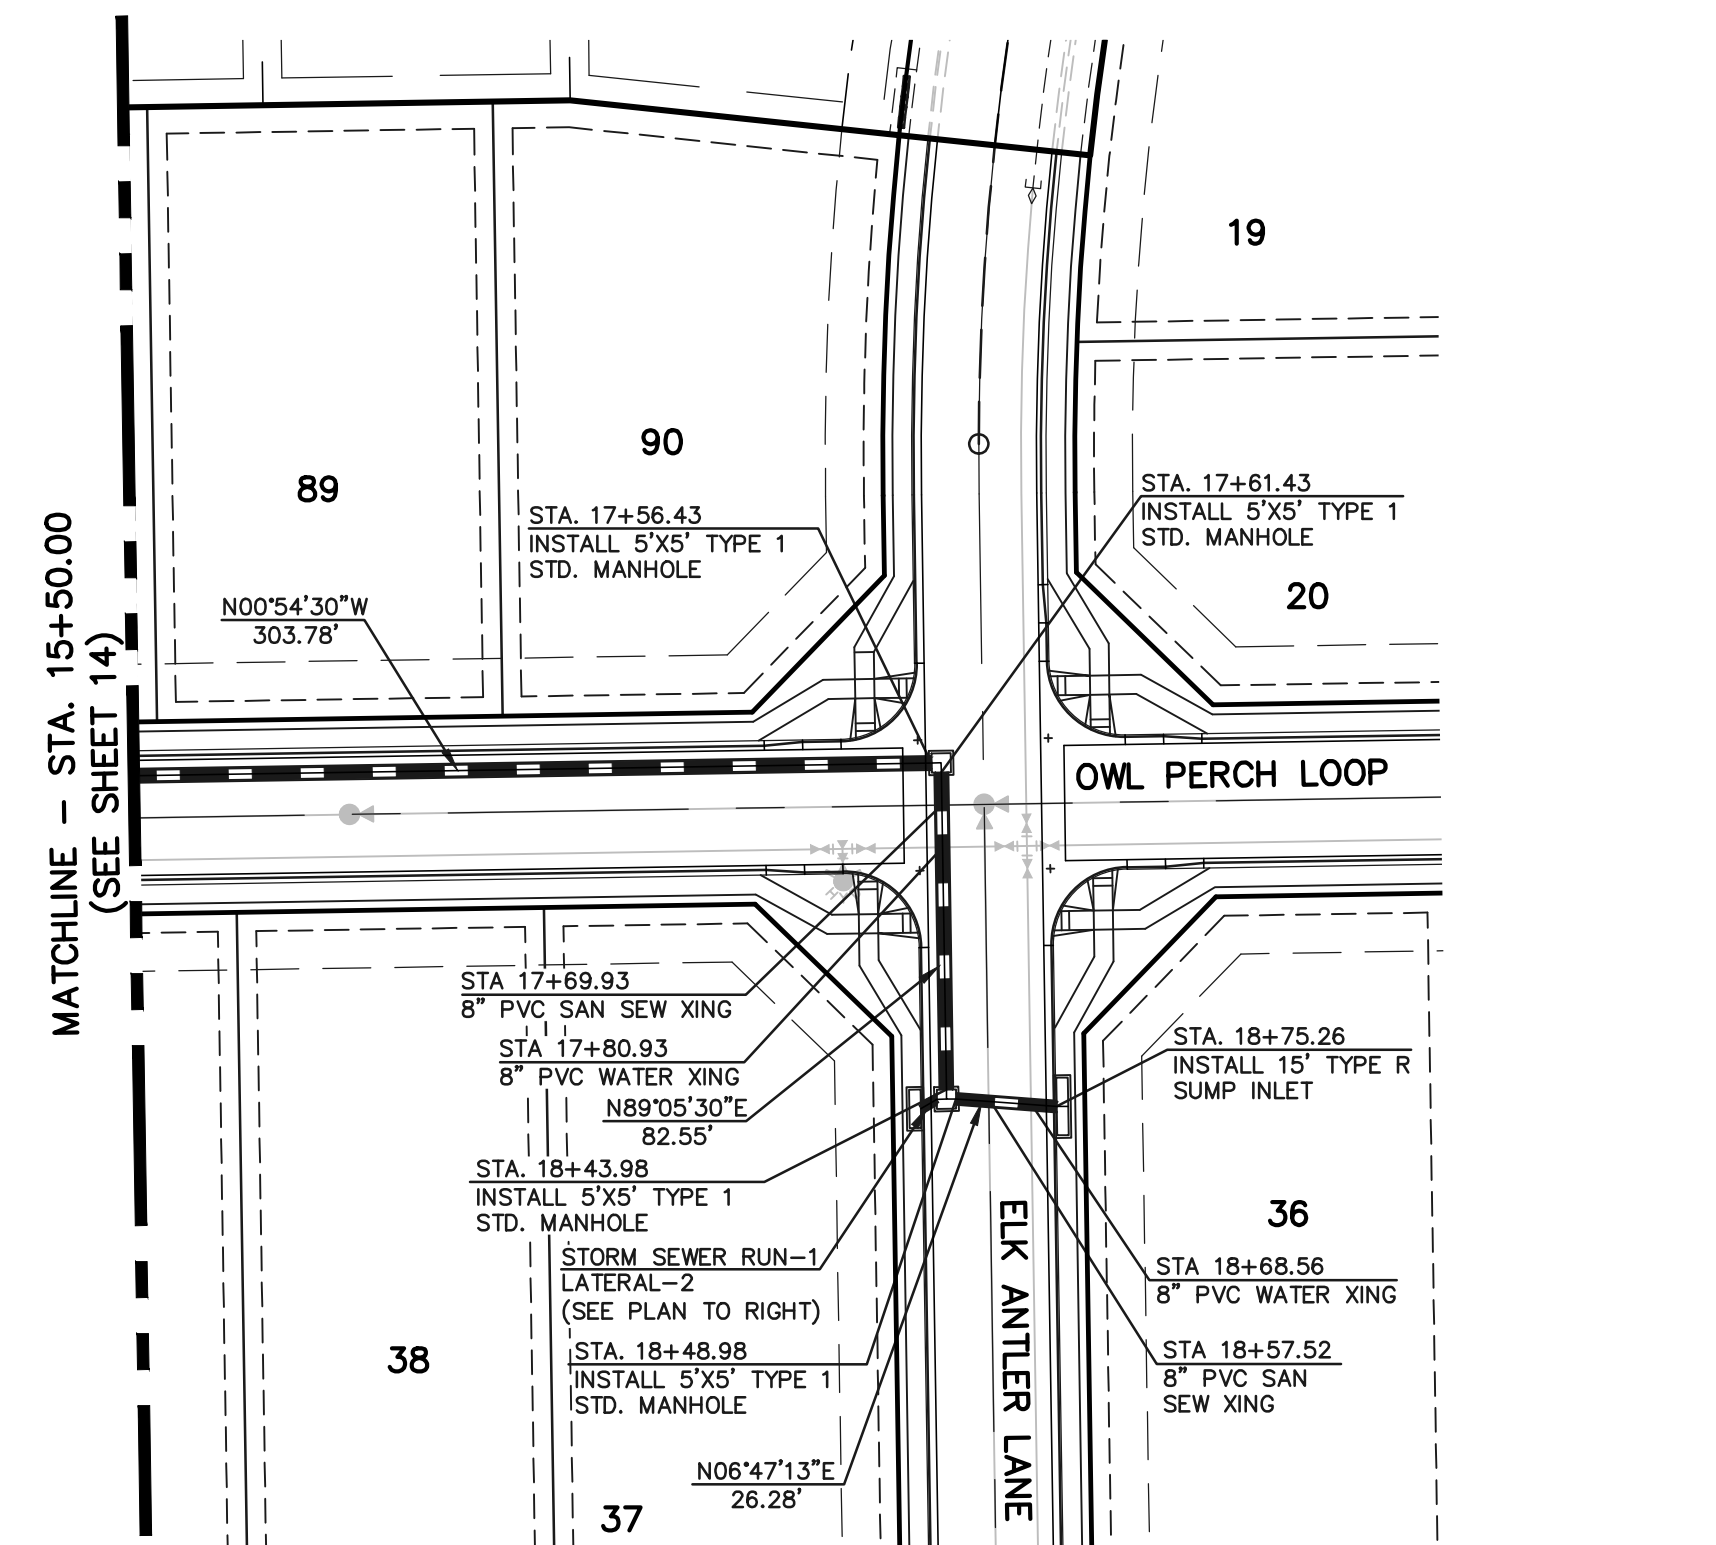 19
90
89
STA. 17+61.43
INSTALL 5'X5' TYPE 1
STD. MANHOLE
STA. 17+56.43
INSTALL 5'X5' TYPE 1
STD. MANHOLE
20
N00°54'30"W
303.78'
MATCHLINE - STA. 15+50.00
(SEE SHEET 14)
OWL PERCH LOOP
STA 17+69.93
8" PVC SAN SEW XING
STA 17+80.93
8" PVC WATER XING
N89°05'30"E
82.55'
STA. 18+75.26
INSTALL 15' TYPE R
SUMP INLET
STA. 18+43.98
INSTALL 5'X5' TYPE 1
STD. MANHOLE
36
STORM SEWER RUN-1
LATERAL-2
(SEE PLAN TO RIGHT)
STA 18+68.56
8" PVC WATER XING
ELK ANTLER LANE
38
STA. 18+48.98
INSTALL 5'X5' TYPE 1
STD. MANHOLE
STA 18+57.52
8" PVC SAN
SEW XING
N06°47'13"E
26.28'
37